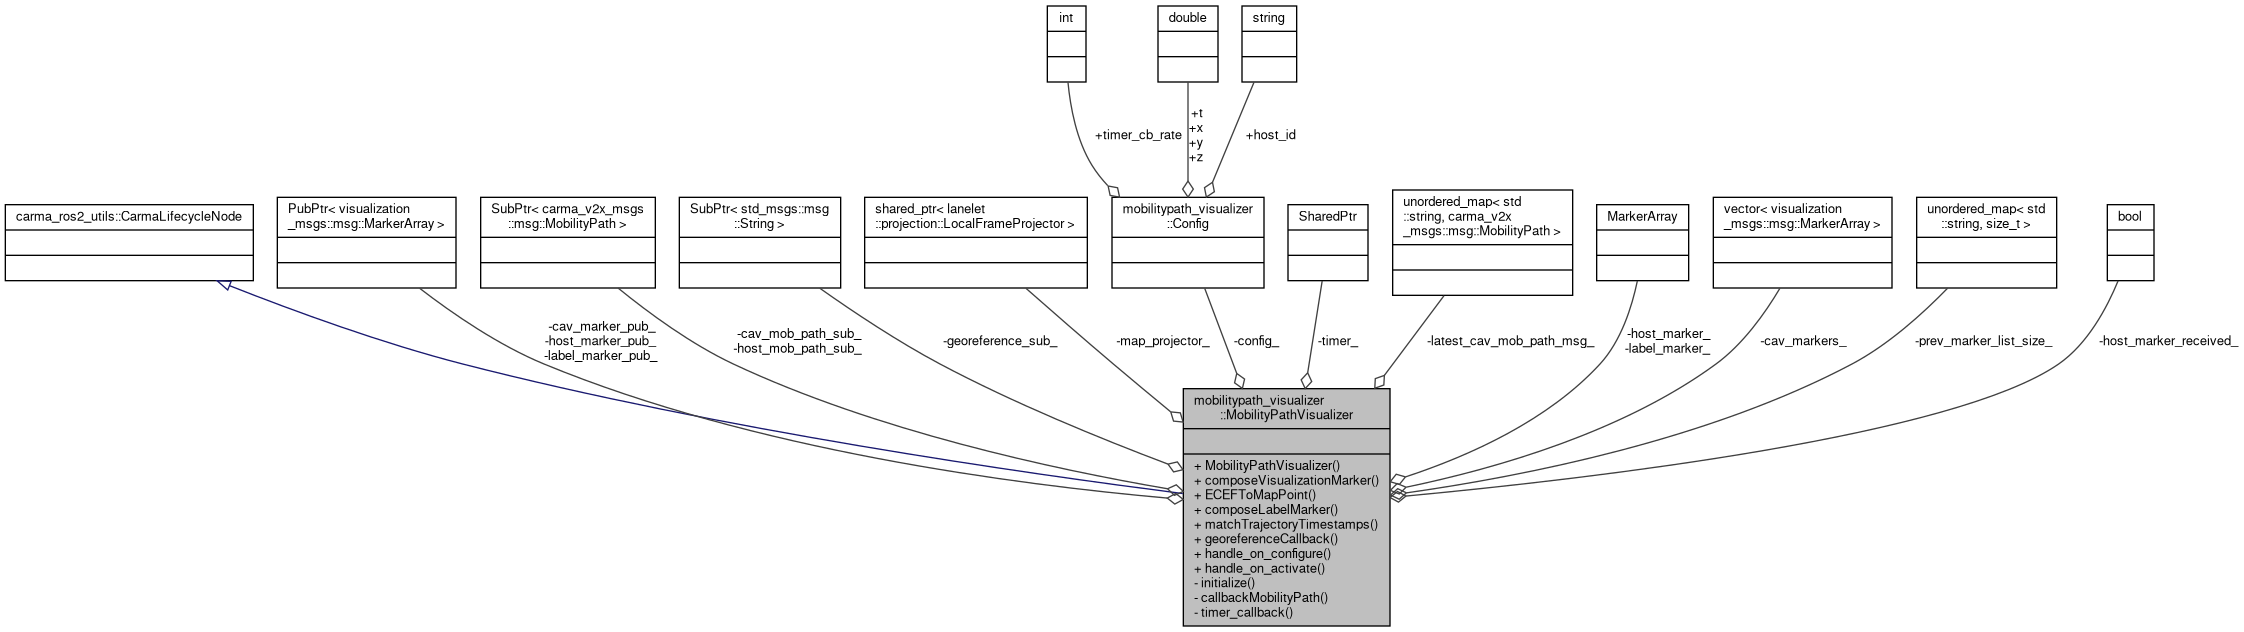 int
double
string
+timer_cb_rate
+t
+x
+y
+z
+host_id
carma_ros2_utils::CarmaLifecycleNode
PubPtr< visualization
_msgs::msg::MarkerArray >
SubPtr< carma_v2x_msgs
::msg::MobilityPath >
SubPtr< std_msgs::msg
::String >
shared_ptr< lanelet
::projection::LocalFrameProjector >
mobilitypath_visualizer
::Config
SharedPtr
unordered_map< std
::string, carma_v2x
_msgs::msg::MobilityPath >
MarkerArray
vector< visualization
_msgs::msg::MarkerArray >
unordered_map< std
::string, size_t >
bool
-cav_marker_pub_
-host_marker_pub_
-label_marker_pub_
-cav_mob_path_sub_
-host_mob_path_sub_
-georeference_sub_
-map_projector_
-config_
-timer_
-latest_cav_mob_path_msg_
-host_marker_
-label_marker_
-cav_markers_
-prev_marker_list_size_
-host_marker_received_
mobilitypath_visualizer
::MobilityPathVisualizer
+ MobilityPathVisualizer()
+ composeVisualizationMarker()
+ ECEFToMapPoint()
+ composeLabelMarker()
+ matchTrajectoryTimestamps()
+ georeferenceCallback()
+ handle_on_configure()
+ handle_on_activate()
- initialize()
- callbackMobilityPath()
- timer_callback()